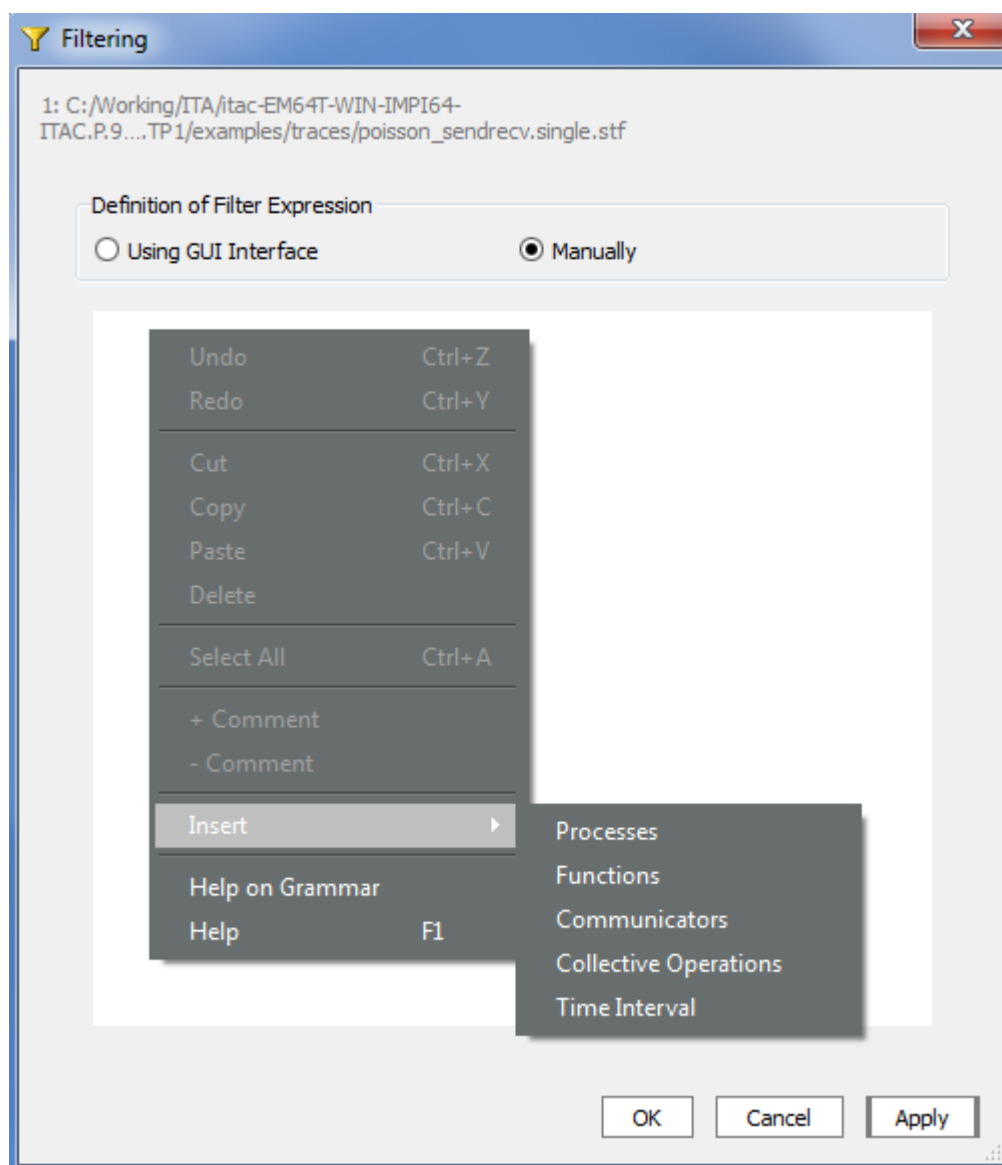 Filtering
1: C:/Working/ITA/itac-EM64T-WIN-IMPI64-
ITAC.P.9....TP1/examples/traces/poisson_sendrecv.single.stf
Definition of Filter Expression
Using GUI Interface
Manually
Undo Ctrl+Z
Redo Ctrl+Y
Cut Ctrl+X
Copy Ctrl+C
Paste Ctrl+V
Delete
Select All Ctrl+A
+ Comment
- Comment
Insert
Help on Grammar
Help F1
Processes
Functions
Communicators
Collective Operations
Time Interval
OK
Cancel
Apply